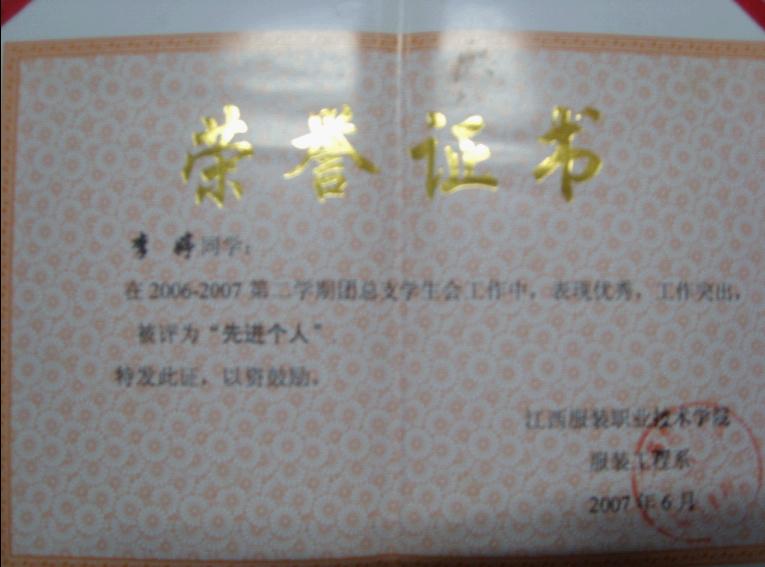 荣誉证书
李婷同学：
在2006-2007第二学期团总支学生会工作中，表现优秀，工作突出，
被评为“先进个人”.
特发此证，以资鼓励。
江西服装职业技术学院
服装工程系
2007年6月